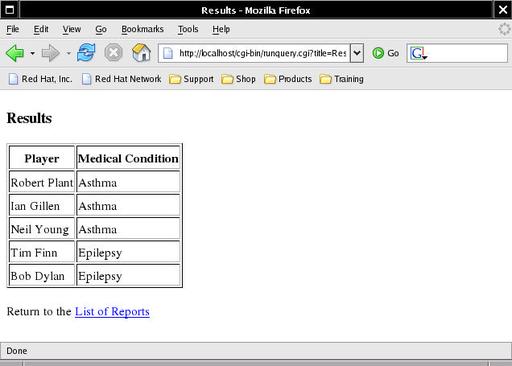 Results - Mozilla Firefox
File Edit View Go Bookmarks Tools Help
http://localhost/cgi-bin/runquery.cgi?title=Res Go G
Red Hat, Inc. Red Hat Network Support Shop Products Training
Results
Player Medical Condition
Robert Plant Asthma
Ian Gillen Asthma
Neil Young Asthma
Tim Finn Epilepsy
Bob Dylan Epilepsy
Return to the List of Reports
Done